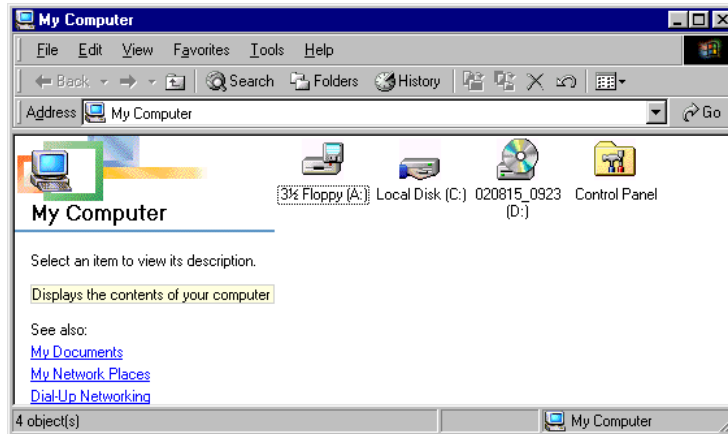 My Computer
File Edit View Favorites Tools Help
Back Search Folders History
Address My Computer Go
3½ Floppy (A:) Local Disk (C:) 020815_0923 (D:) Control Panel
My Computer
Select an item to view its description.
Displays the contents of your computer
See also:
My Documents
My Network Places
Dial-Up Networking
4 object(s) My Computer